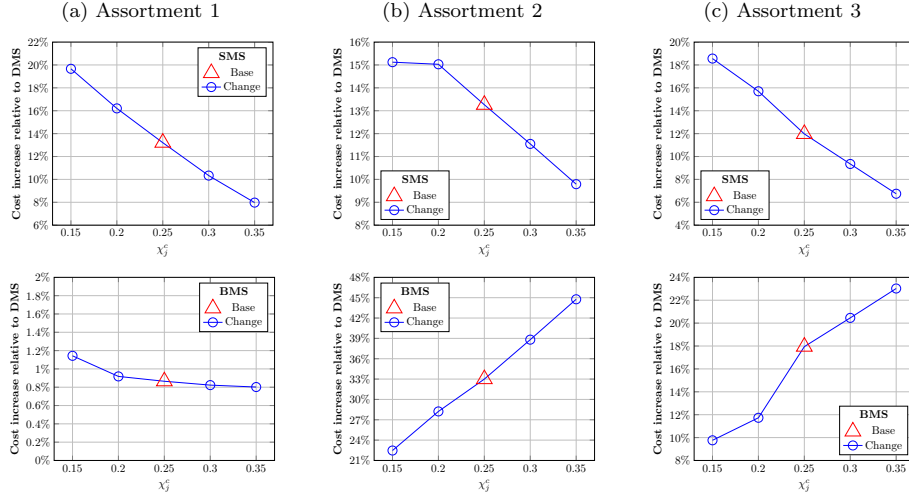 (a) Assortment 1
Cost increase relative to DMS
22%
20%
18%
16%
14%
12%
10%
8%
6%
0.15 0.2 0.25 0.3 0.35
χ_j^c
SMS
Base
Change
(b) Assortment 2
Cost increase relative to DMS
16%
15%
14%
13%
12%
11%
10%
9%
8%
0.15 0.2 0.25 0.3 0.35
χ_j^c
SMS
Base
Change
(c) Assortment 3
Cost increase relative to DMS
20%
18%
16%
14%
12%
10%
8%
6%
4%
0.15 0.2 0.25 0.3 0.35
χ_j^c
SMS
Base
Change
Cost increase relative to DMS
2%
1.8%
1.6%
1.4%
1.2%
1%
0.8%
0.6%
0.4%
0.2%
0%
0.15 0.2 0.25 0.3 0.35
χ_j^c
BMS
Base
Change
Cost increase relative to DMS
48%
45%
42%
39%
36%
33%
30%
27%
24%
21%
0.15 0.2 0.25 0.3 0.35
χ_j^c
BMS
Base
Change
Cost increase relative to DMS
24%
22%
20%
18%
16%
14%
12%
10%
8%
0.15 0.2 0.25 0.3 0.35
χ_j^c
BMS
Base
Change